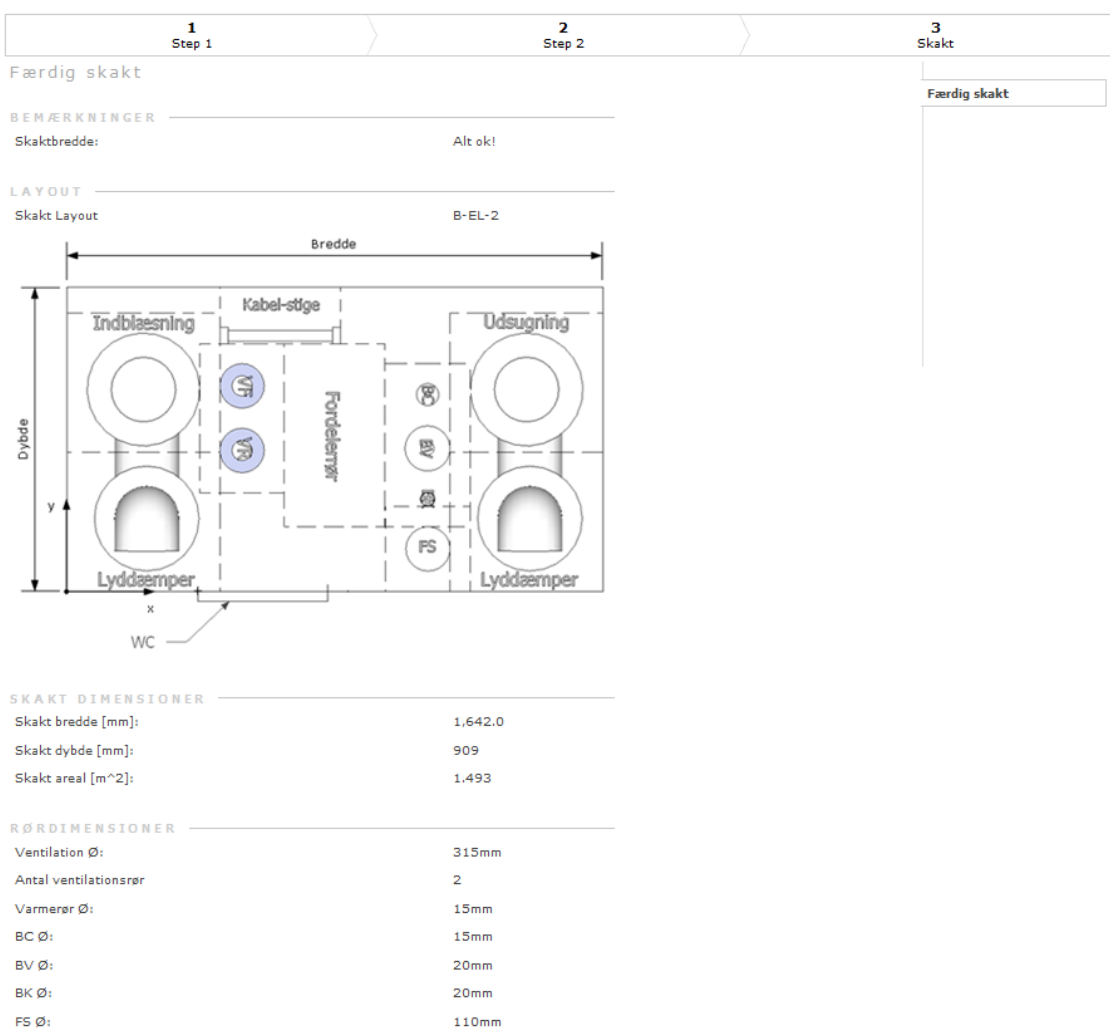 1
Step 1
2
Step 2
3
Skakt
Færdig skakt
Færdig skakt
BEMÆRKNINGER
Skaktbredde: Alt ok!
LAYOUT
Skakt Layout B-EL-2
Bredde
Kabel-stige
Indblæsning
Udsugning
VF
BC
Fordelerrør
Dybde
VR
BV
BK
y
FS
Lyddæmper
Lyddæmper
x
WC
SKAKT DIMENSIONER
Skakt bredde [mm]: 1,642.0
Skakt dybde [mm]: 909
Skakt areal [m^2]: 1.493
RØRDIMENSIONER
Ventilation Ø: 315mm
Antal ventilationsrør 2
Varmerør Ø: 15mm
BC Ø: 15mm
BV Ø: 20mm
BK Ø: 20mm
FS Ø: 110mm